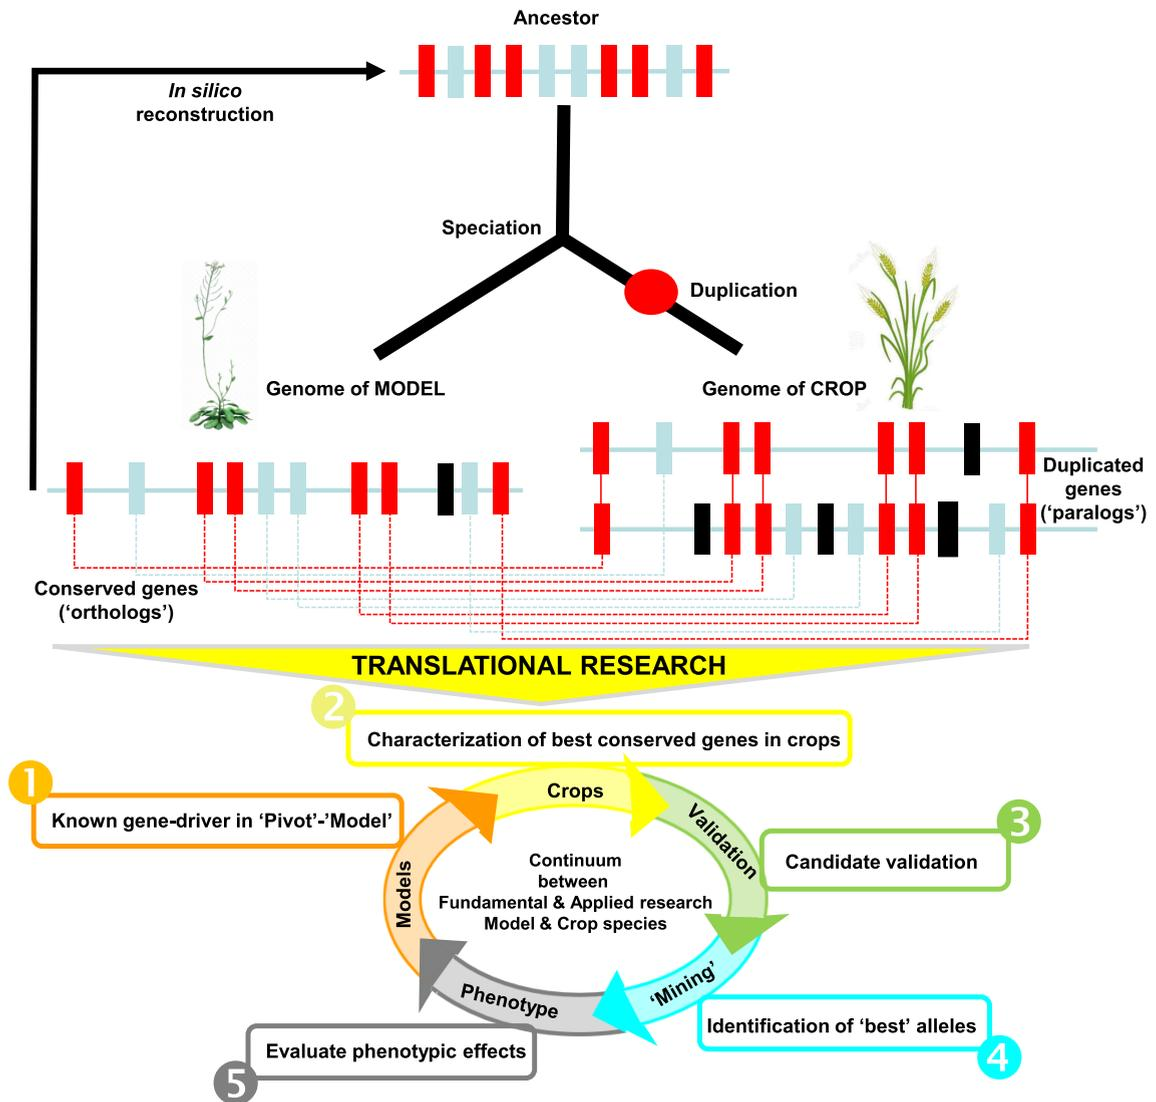 Ancestor
In silico
reconstruction
Speciation
Duplication
Genome of MODEL
Genome of CROP
Duplicated
genes
(‘paralogs’)
Conserved genes
(‘orthologs’)
TRANSLATIONAL RESEARCH
2
Characterization of best conserved genes in crops
1
Known gene-driver in ‘Pivot’-’Model’
Crops
Validation
3
Candidate validation
Models
Continuum
between
Fundamental & Applied research
Model & Crop species
‘Mining’
Phenotype
Identification of ‘best’ alleles
4
Evaluate phenotypic effects
5